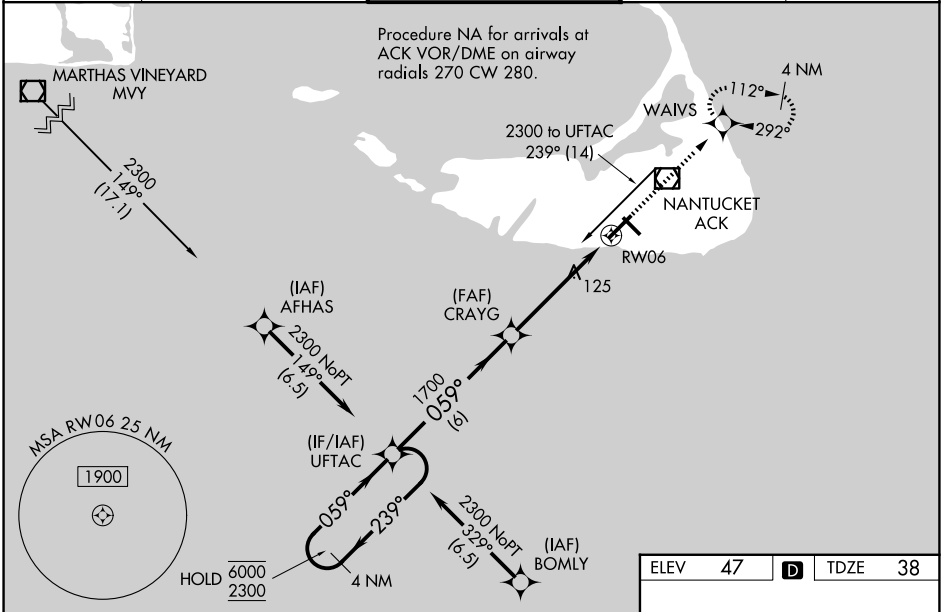 Procedure NA for arrivals at
ACK VOR/DME on airway
radials 270 CW 280.
MARTHAS VINEYARD
MVY
4 NM
112°
WAIVS
292°
2300 to UFTAC
239° (14)
2300
149°
(17.1)
NANTUCKET
ACK
RW06
125
(IAF)
AFHAS
(FAF)
CRAYG
2300 NoPT
149°
(6.5)
1700
059°
(6)
MSA RW06 25 NM
1900
(IF/IAF)
UFTAC
059°
239°
2300 NoPT
329°
(6.5)
(IAF)
BOMLY
HOLD 6000
2300
4 NM
ELEV 47 D TDZE 38